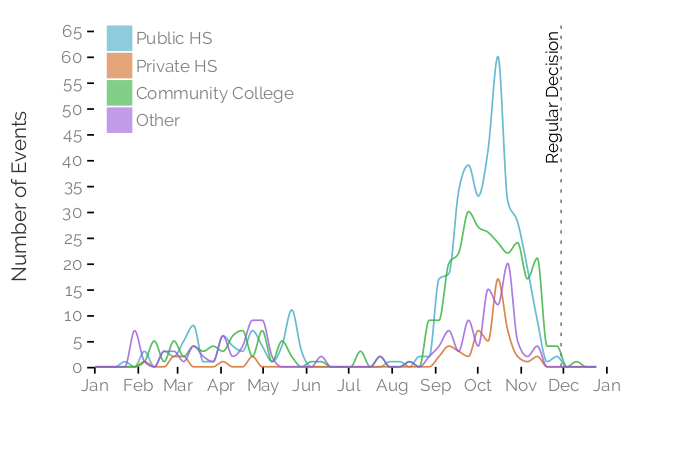 65
60
55
50
45
40
35
30
25
20
15
10
5
0
Number of Events
Public HS
Private HS
Community College
Other
Regular Decision
Jan Feb Mar Apr May Jun Jul Aug Sep Oct Nov Dec Jan